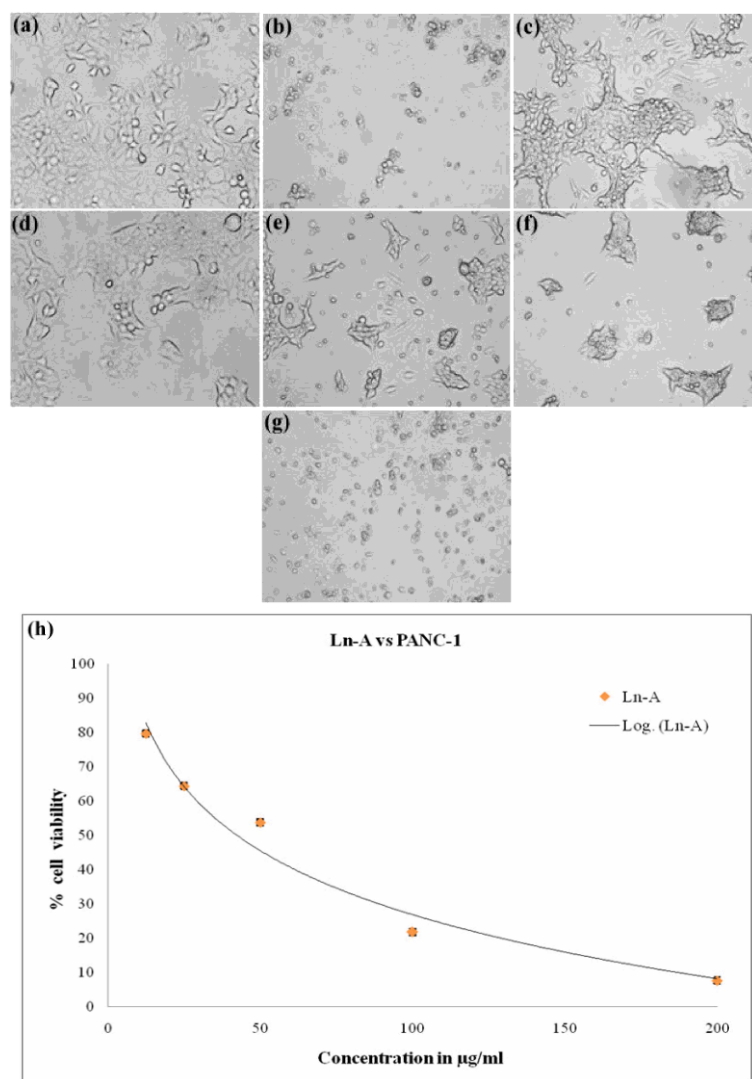 (a)
(b)
(c)
(d)
(e)
(f)
(g)
(h)
Ln-A vs PANC-1
100
90
80
70
60
50
40
30
20
10
0
% cell viability
Ln-A
Log. (Ln-A)
0
50
100
150
200
Concentration in µg/ml